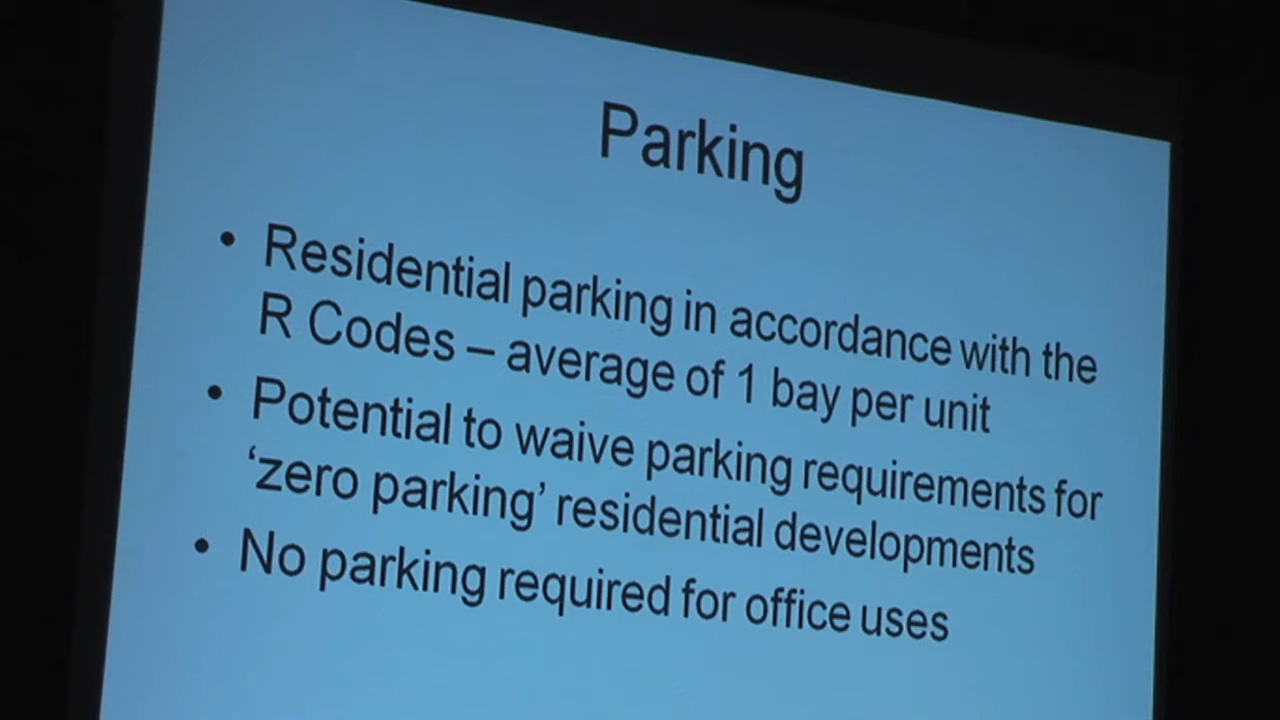 Parking
• Residential parking in accordance with the
R Codes – average of 1 bay per unit
• Potential to waive parking requirements for
‘zero parking’ residential developments
• No parking required for office uses